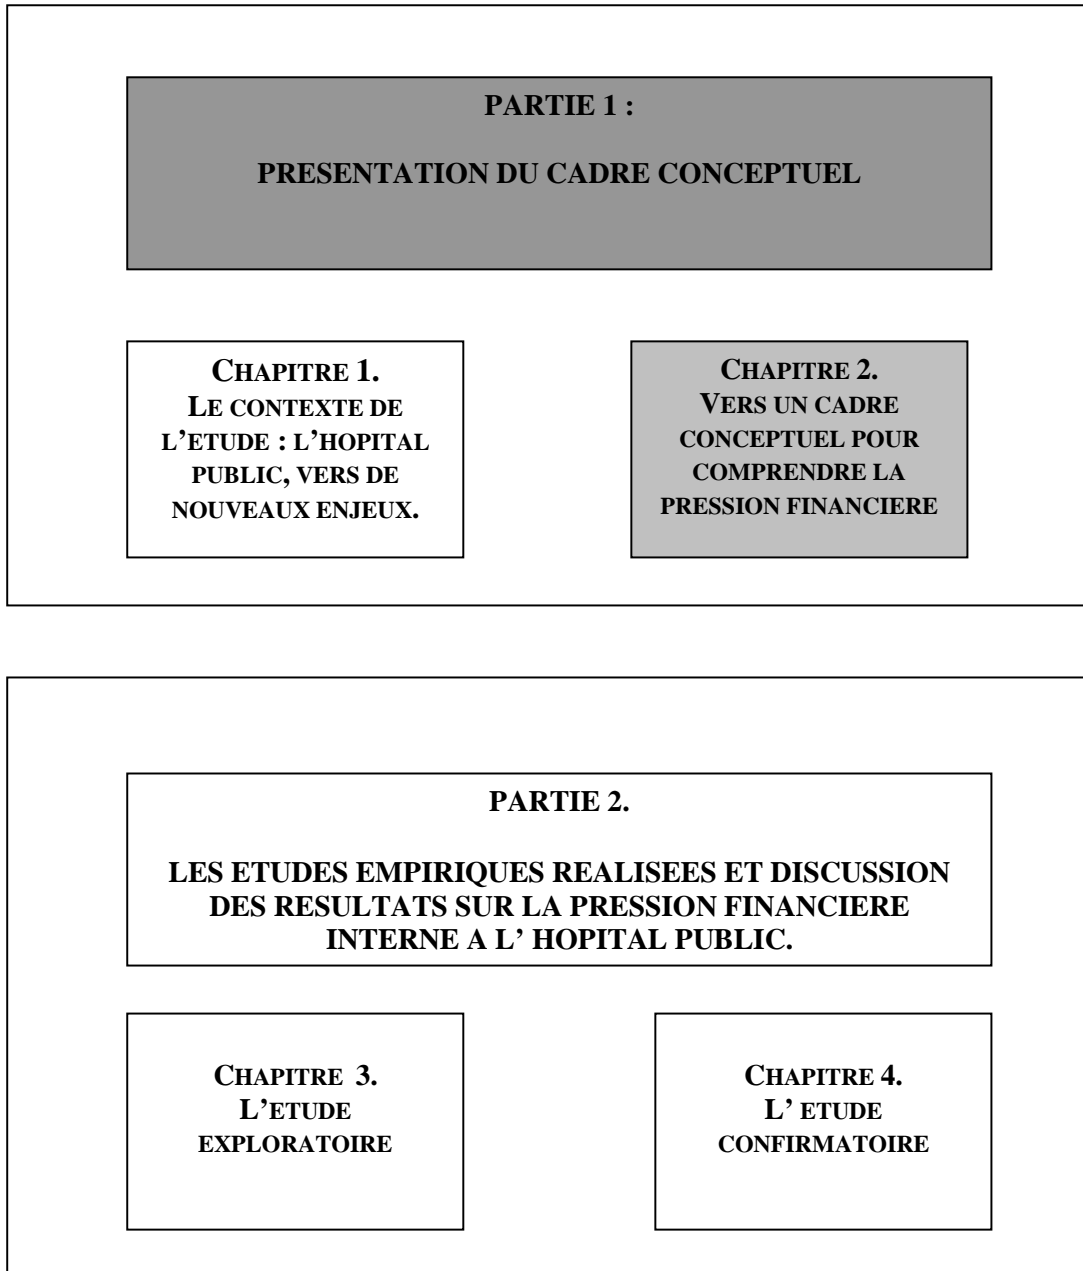 PARTIE 1 :
PRESENTATION DU CADRE CONCEPTUEL
CHAPITRE 1.
LE CONTEXTE DE
L'ETUDE : L'HOPITAL
PUBLIC, VERS DE
NOUVEAUX ENJEUX.
CHAPITRE 2.
VERS UN CADRE
CONCEPTUEL POUR
COMPRENDRE LA
PRESSION FINANCIERE
PARTIE 2.
LES ETUDES EMPIRIQUES REALISEES ET DISCUSSION
DES RESULTATS SUR LA PRESSION FINANCIERE
INTERNE A L' HOPITAL PUBLIC.
CHAPITRE 3.
L'ETUDE
EXPLORATOIRE
CHAPITRE 4.
L' ETUDE
CONFIRMATOIRE